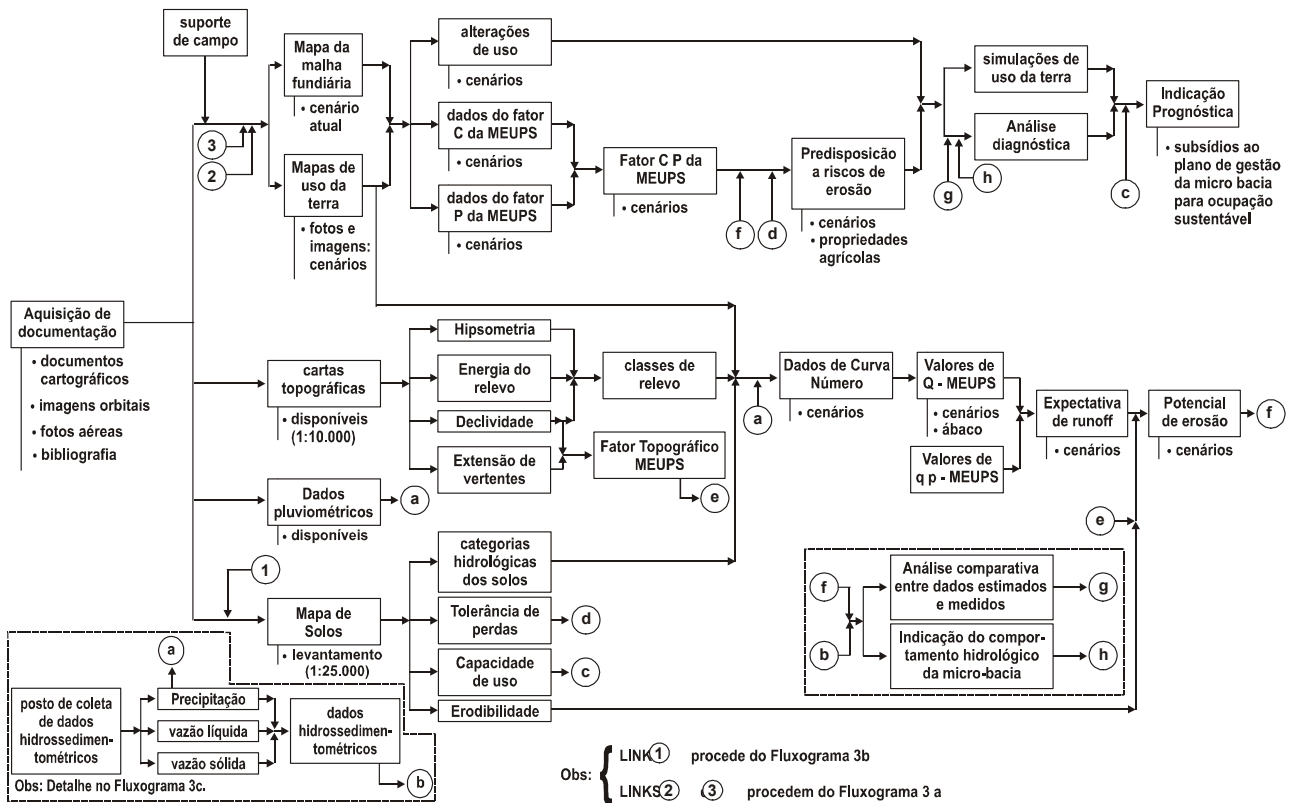 suporte
de campo
3
2
Mapa da
malha
fundiária
• cenário
atual
Mapas de
uso da
terra
• fotos e
imagens:
cenários
alterações
de uso
• cenários
dados do fator
C da MEUPS
• cenários
dados do fator
P da MEUPS
• cenários
Fator C P da
MEUPS
• cenários
f
d
Predisposicão
a riscos de
erosão
• cenários
• propriedades
agrícolas
g
h
simulações de
uso da terra
Análise
diagnóstica
c
Indicação
Prognóstica
• subsídios ao
plano de gestão
da micro bacia
para ocupação
sustentável
Aquisição de
documentação
• documentos
cartográficos
• imagens orbitais
• fotos aéreas
• bibliografia
cartas
topográficas
• disponíveis
(1:10.000)
Hipsometria
Energia do
relevo
Declividade
Extensão de
vertentes
classes de
relevo
Fator Topográfico
MEUPS
e
a
Dados de Curva
Número
• cenários
Valores de
Q - MEUPS
• cenários
• ábaco
Valores de
q p - MEUPS
Expectativa
de runoff
• cenários
Potencial
de erosão
• cenários
f
e
Dados
pluviométricos
• disponíveis
a
1
Mapa de
Solos
• levantamento
(1:25.000)
categorias
hidrológicas
dos solos
Tolerância de
perdas
d
Capacidade
de uso
c
Erodibilidade
f
b
Análise comparativa
entre dados estimados
e medidos
g
Indicação do compor-
tamento hidrológico
da micro-bacia
h
a
posto de coleta
de dados
hidrossedimen-
tométricos
Precipitação
vazão líquida
vazão sólida
dados
hidrossedimen-
tométricos
b
Obs: Detalhe no Fluxograma 3c.
Obs: { LINK 1 procede do Fluxograma 3b
LINKS 2 e 3 procedem do Fluxograma 3 a